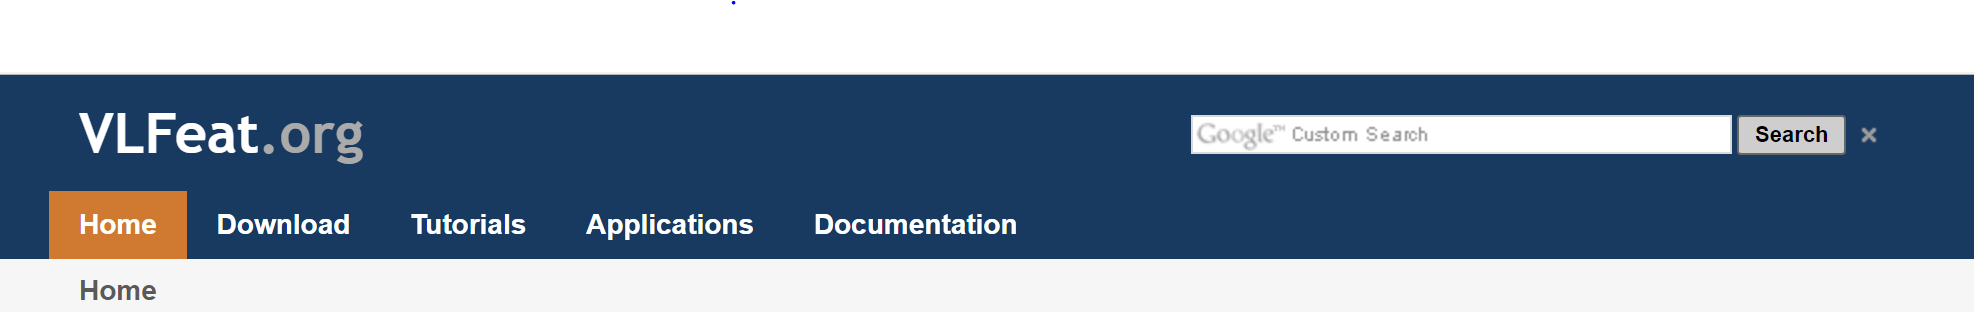 VLFeat.org
Google™ Custom Search Search ×
Home Download Tutorials Applications Documentation
Home